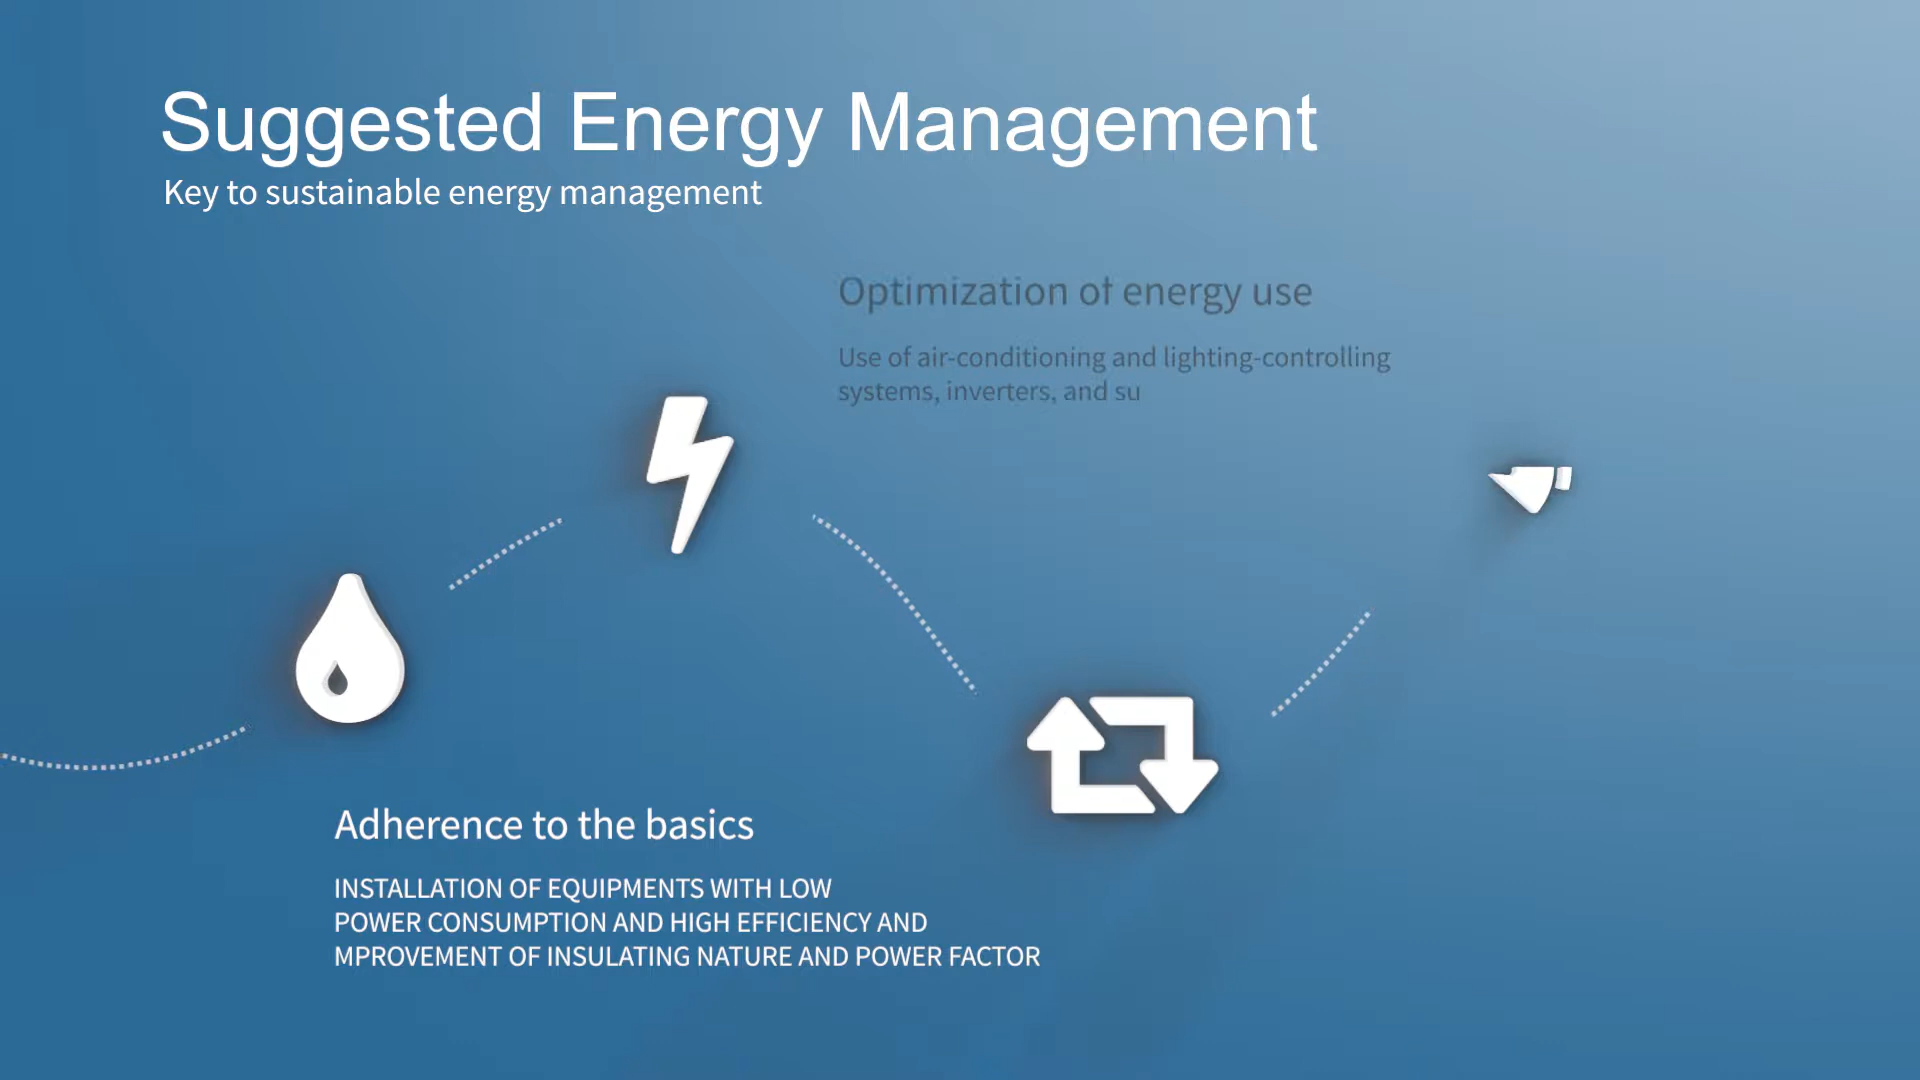 Suggested Energy Management
Key to sustainable energy management
Optimization of energy use
Use of air-conditioning and lighting-controlling
systems, inverters, and su
Adherence to the basics
INSTALLATION OF EQUIPMENTS WITH LOW
POWER CONSUMPTION AND HIGH EFFICIENCY AND
MPROVEMENT OF INSULATING NATURE AND POWER FACTOR